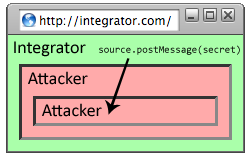 http://integrator.com/
Integrator source.postMessage(secret)
Attacker
Attacker